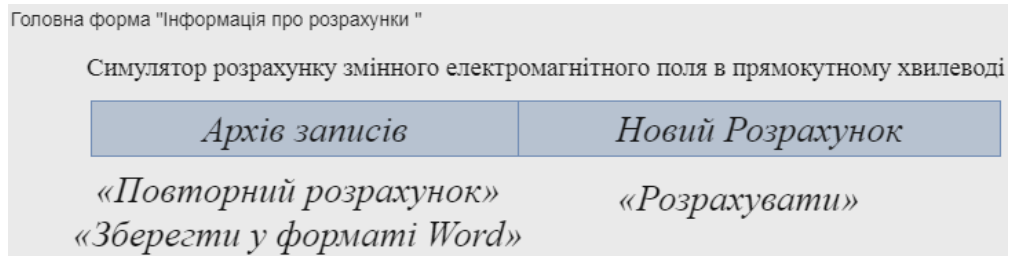 Головна форма "Інформація про розрахунки "
Симулятор розрахунку змінного електромагнітного поля в прямокутному хвилеводі
Архів записів Новий Розрахунок
«Повторний розрахунок» «Розрахувати»
«Зберегти у форматі Word»